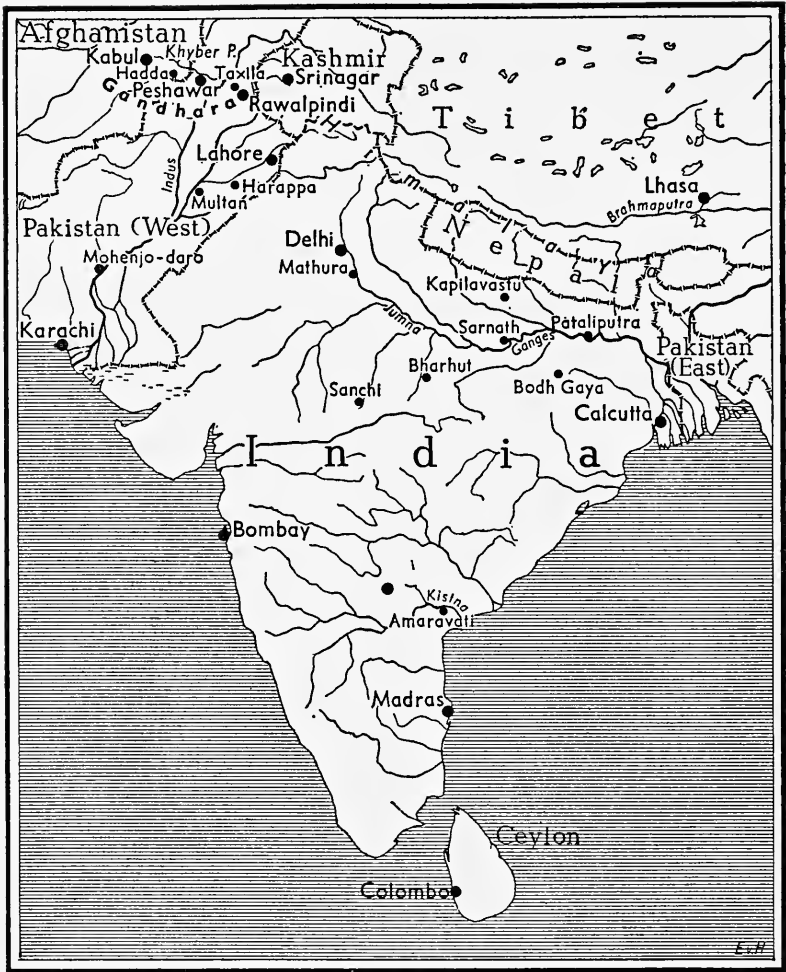 Afghanistan
Kabul
Khyber P.
Kashmir
Hadda
Taxila
Srinagar
Peshawar
Gandhara
Rawalpindi
Tibet
Lahore
Indus
Harappa
Multan
Lhasa
Brahmaputra
Himalaya
Pakistan (West)
Nepal
Delhi
Mohenjo-daro
Mathura
Kapilavastu
Karachi
Jumna
Sarnath
Ganges
Pataliputra
Pakistan
(East)
Bharhut
Sanchi
Bodh Gaya
Calcutta
India
Bombay
Kistna
Amaravati
Madras
Ceylon
Colombo
E.v.H